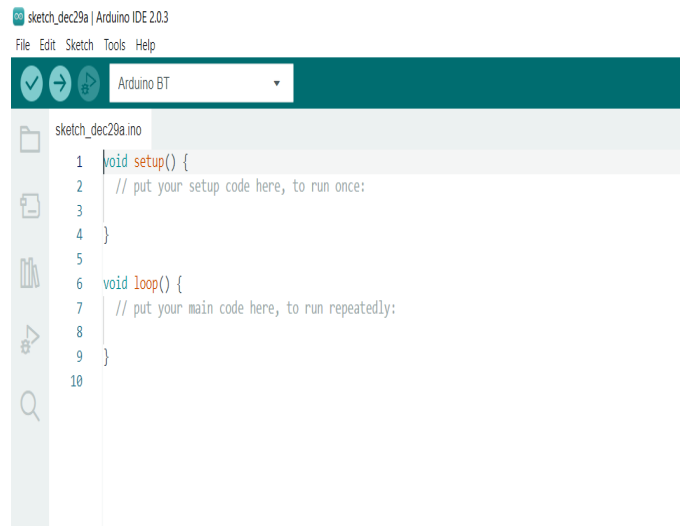 sketch_dec29a | Arduino IDE 2.0.3
File Edit Sketch Tools Help
Arduino BT
sketch_dec29a.ino
1 void setup() {
2 // put your setup code here, to run once:
3
4 }
5
6 void loop() {
7 // put your main code here, to run repeatedly:
8
9 }
10